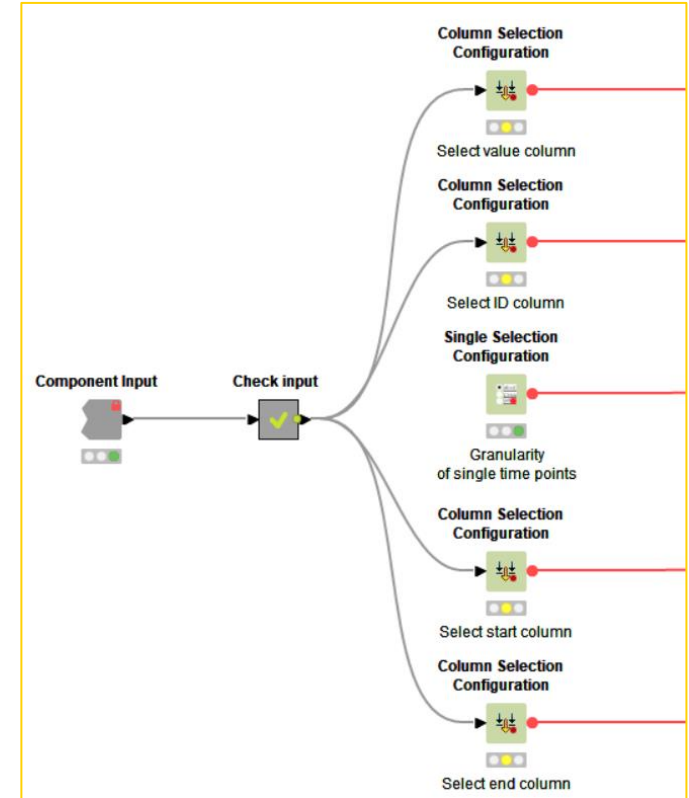 Column Selection
Configuration
Select value column
Column Selection
Configuration
Select ID column
Single Selection
Configuration
Component Input
Check input
Granularity
of single time points
Column Selection
Configuration
Select start column
Column Selection
Configuration
Select end column